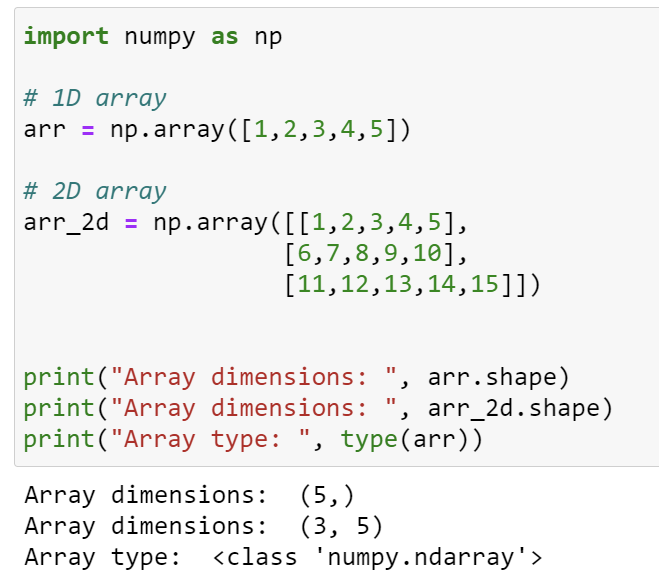 import numpy as np
# 1D array
arr = np.array([1,2,3,4,5])
# 2D array
arr_2d = np.array([[1,2,3,4,5],
[6,7,8,9,10],
[11,12,13,14,15]])
print("Array dimensions: ", arr.shape)
print("Array dimensions: ", arr_2d.shape)
print("Array type: ", type(arr))
Array dimensions:  (5,)
Array dimensions:  (3, 5)
Array type:  <class 'numpy.ndarray'>